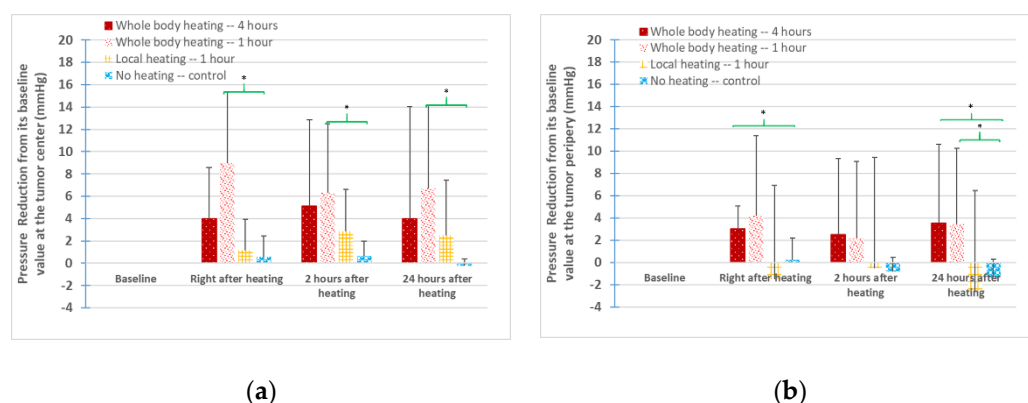 Pressure Reduction from its baseline
value at the tumor center (mmHg)
Whole body heating -- 4 hours
Whole body heating -- 1 hour
Local heating -- 1 hour
No heating -- control
20
18
16
14
12
10
8
6
4
2
0
-2
-4
*
*
*
Baseline
Right after heating
2 hours after
heating
24 hours after
heating
(a)
Pressure Reduction from its baseline
value at the tumor peripery (mmHg)
Whole body heating -- 4 hours
Whole body heating -- 1 hour
Local heating -- 1 hour
No heating -- control
20
18
16
14
12
10
8
6
4
2
0
-2
-4
*
*
*
Baseline
Right after heating
2 hours after
heating
24 hours after
heating
(b)